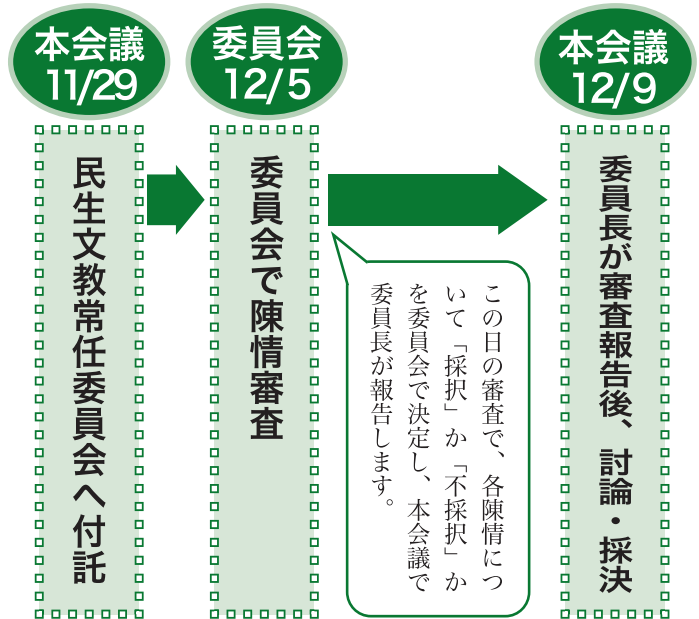 本会議
11/29
民生文教常任委員会へ付託
委員会
12/5
委員会で陳情審査
この日の審査で、各陳情につ
いて「採択」か「不採択」か
を委員会で決定し、本会議で
委員長が報告します。
本会議
12/9
委員長が審査報告後、討論・採決